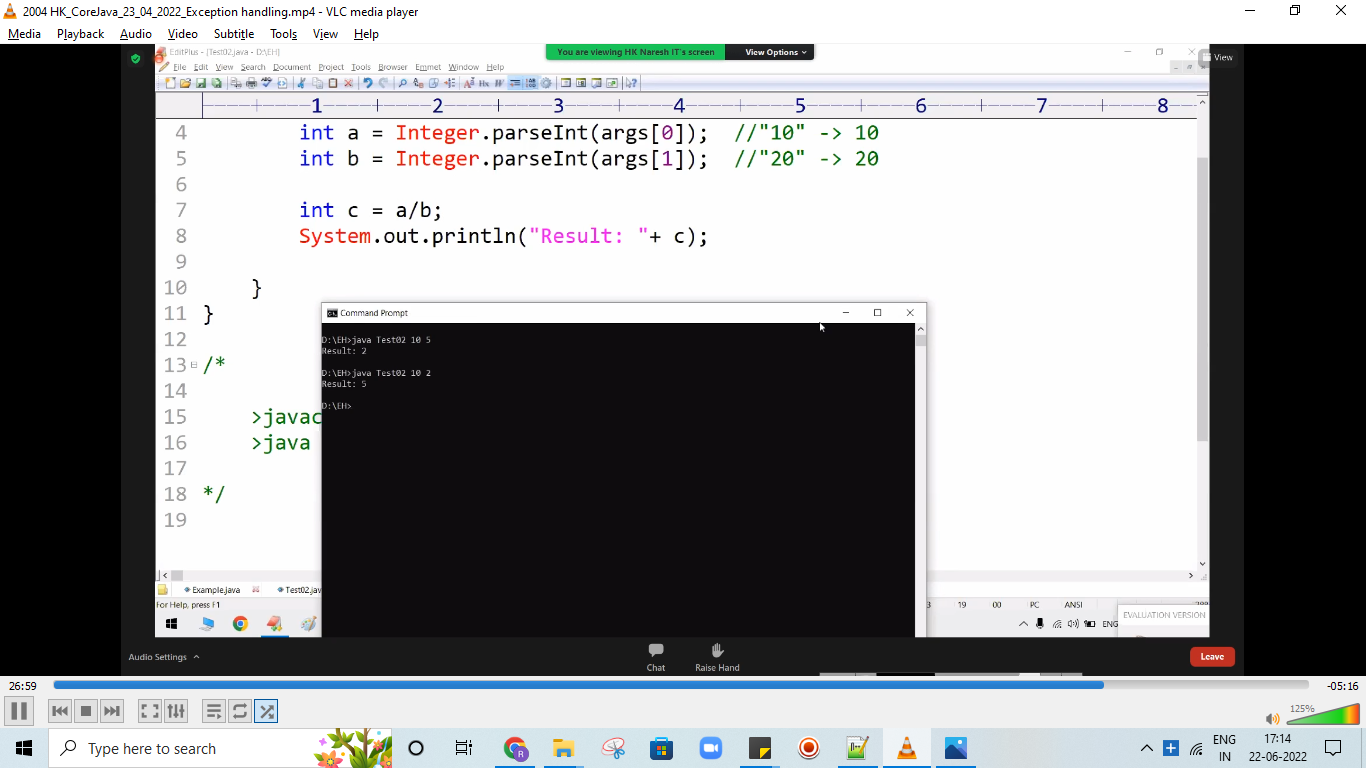 2004 HK_CoreJava_23_04_2022_Exception handling.mp4 - VLC media player
Media Playback Audio Video Subtitle Tools View Help
EditPlus - [Test02.java - D:\EH]
You are viewing HK Naresh IT's screen View Options
View
File Edit View Search Document Project Tools Browser Emmet Window Help
1 2 3 4 5 6 7 8
4 int a = Integer.parseInt(args[0]); //"10" -> 10
5 int b = Integer.parseInt(args[1]); //"20" -> 20
6
7 int c = a/b;
8 System.out.println("Result: "+ c);
9
10 }
11 }
12
13 /*
14
15 >javac
16 >java
17
18 */
19
Command Prompt
D:\EH>java Test02 10 5
Result: 2
D:\EH>java Test02 10 2
Result: 5
D:\EH>
Example.java Test02.jav
For Help, press F1
19 00 PC ANSI
EVALUATION VERSION
ENG
Audio Settings
Chat
Raise Hand
Leave
26:59
-05:16
125%
Type here to search
ENG
IN
17:14
22-06-2022